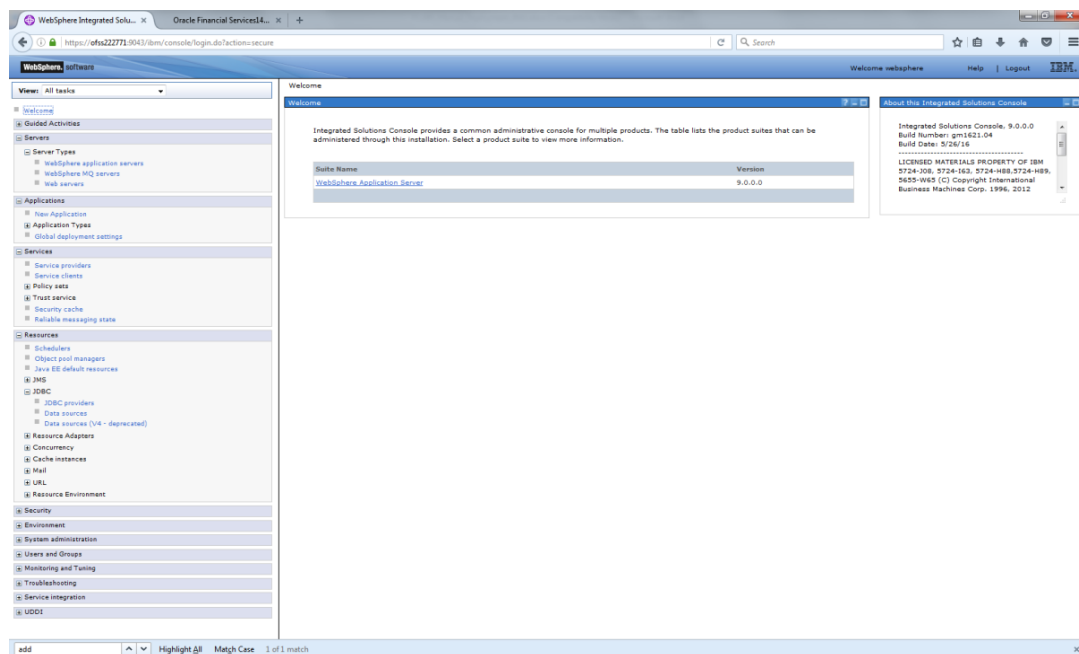 WebSphere Integrated Solu... ×
Oracle Financial Services14... × +
https://ofss222771:9043/ibm/console/login.do?action=secure
Search
WebSphere. software
Welcome websphere
Help | Logout
IBM.
View: All tasks
Welcome
Guided Activities
Servers
Server Types
WebSphere application servers
WebSphere MQ servers
Web servers
Applications
New Application
Application Types
Global deployment settings
Services
Service providers
Service clients
Policy sets
Trust service
Security cache
Reliable messaging state
Resources
Schedulers
Object pool managers
Java EE default resources
JMS
JDBC
JDBC providers
Data sources
Data sources (V4 - deprecated)
Resource Adapters
Concurrency
Cache instances
Mail
URL
Resource Environment
Security
Environment
System administration
Users and Groups
Monitoring and Tuning
Troubleshooting
Service integration
UDDI
Welcome
Welcome
Integrated Solutions Console provides a common administrative console for multiple products. The table lists the product suites that can be
administered through this installation. Select a product suite to view more information.
Suite Name Version
WebSphere Application Server 9.0.0.0
About this Integrated Solutions Console
Integrated Solutions Console, 9.0.0.0
Build Number: gm1621.04
Build Date: 5/26/16
----------------------------------------
LICENSED MATERIALS PROPERTY OF IBM
5724-J08, 5724-I63, 5724-H88,5724-H89,
5655-W65 (C) Copyright International
Business Machines Corp. 1996, 2012
add
Highlight All Match Case 1 of 1 match